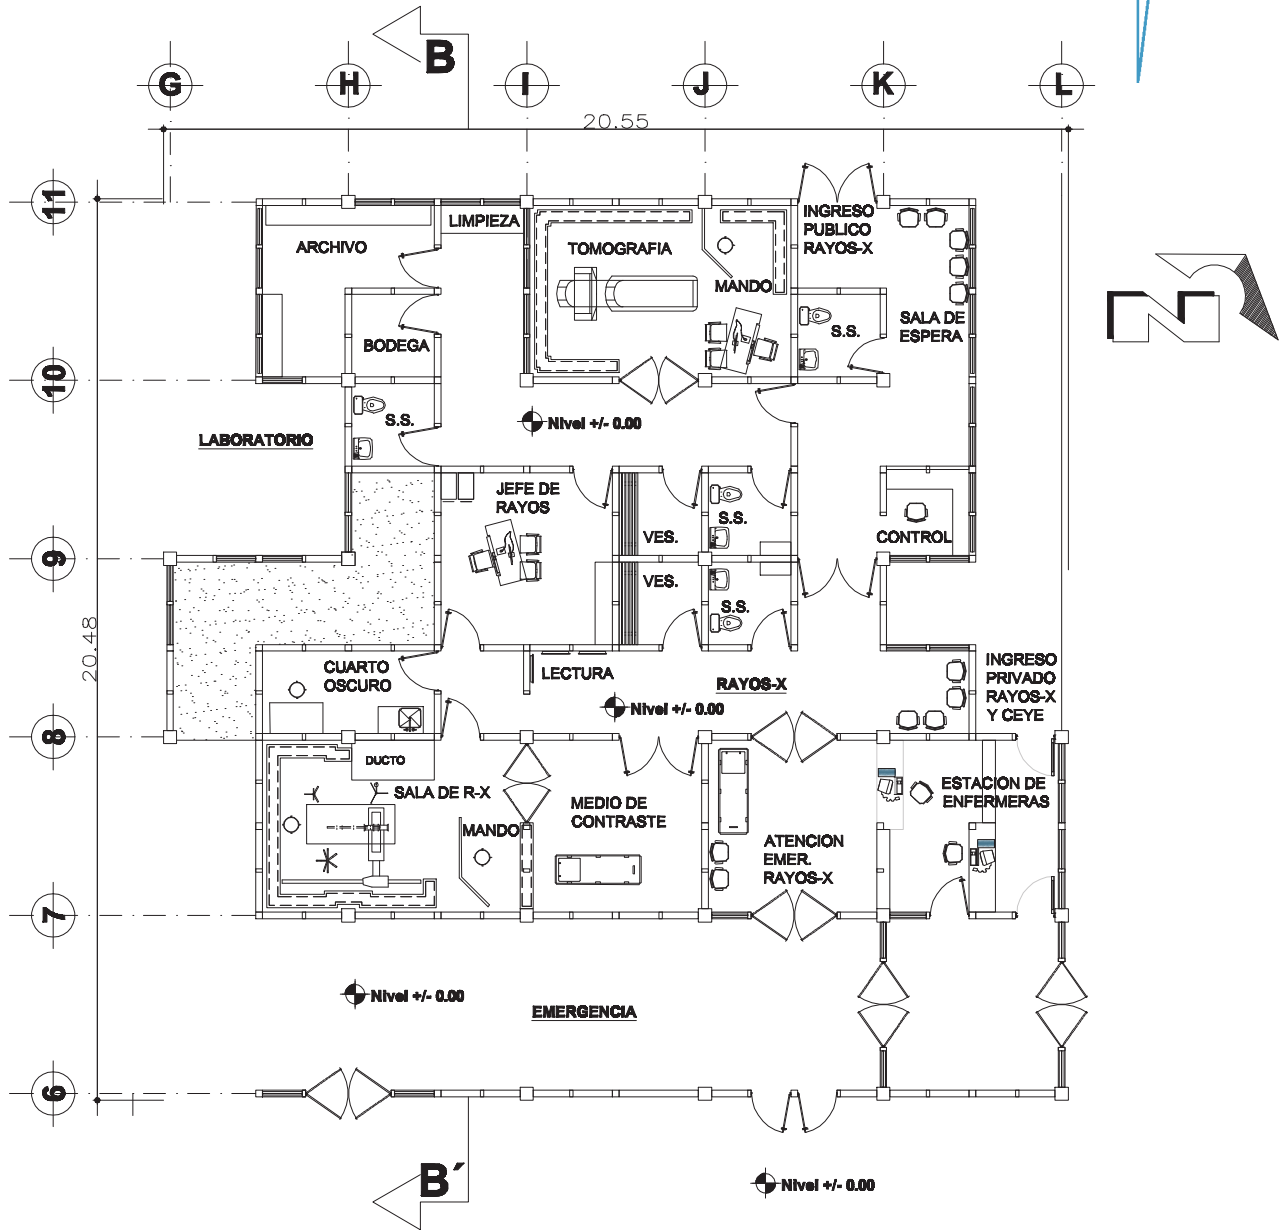 B
G H I J K L
20.55
11
LIMPIEZA
INGRESO
PUBLICO
RAYOS-X
ARCHIVO
TOMOGRAFIA
MANDO
N
SALA DE
ESPERA
S.S.
BODEGA
10
S.S.
Nivel +/- 0.00
LABORATORIO
JEFE DE
RAYOS
S.S.
VES.
CONTROL
9
VES.
S.S.
20.48
CUARTO
OSCURO
LECTURA
RAYOS-X
INGRESO
PRIVADO
RAYOS-X
Y CEYE
Nivel +/- 0.00
8
DUCTO
SALA DE R-X
MEDIO DE
CONTRASTE
ESTACION DE
ENFERMERAS
MANDO
ATENCION
EMER.
RAYOS-X
7
Nivel +/- 0.00
EMERGENCIA
6
B´
Nivel +/- 0.00